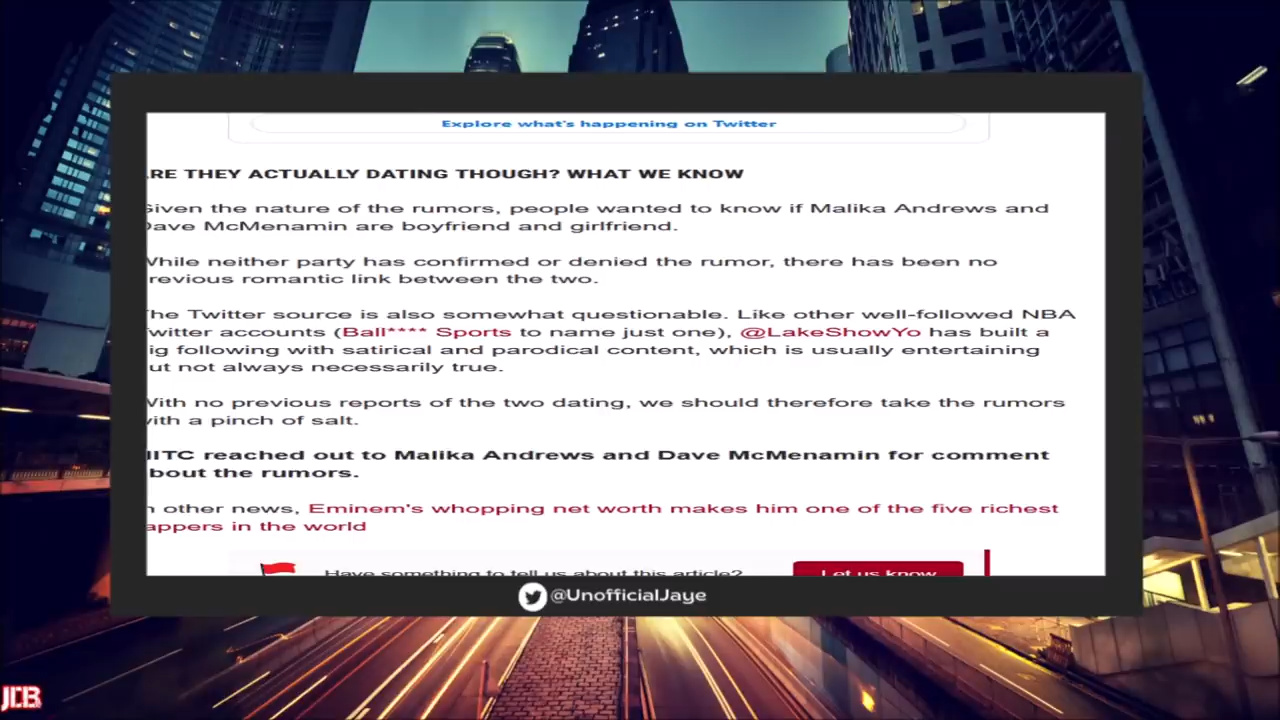 Explore what's happening on Twitter
RE THEY ACTUALLY DATING THOUGH? WHAT WE KNOW
Given the nature of the rumors, people wanted to know if Malika Andrews and
Dave McMenamin are boyfriend and girlfriend.
While neither party has confirmed or denied the rumor, there has been no
revious romantic link between the two.
The Twitter source is also somewhat questionable. Like other well-followed NBA
witter accounts (Ball**** Sports to name just one), @LakeShowYo has built a
ig following with satirical and parodical content, which is usually entertaining
ut not always necessarily true.
With no previous reports of the two dating, we should therefore take the rumors
with a pinch of salt.
HITC reached out to Malika Andrews and Dave McMenamin for comment
bout the rumors.
n other news, Eminem's whopping net worth makes him one of the five richest
appers in the world
Have something to tell us about this article?
Let us know
@UnofficialJaye
JCB